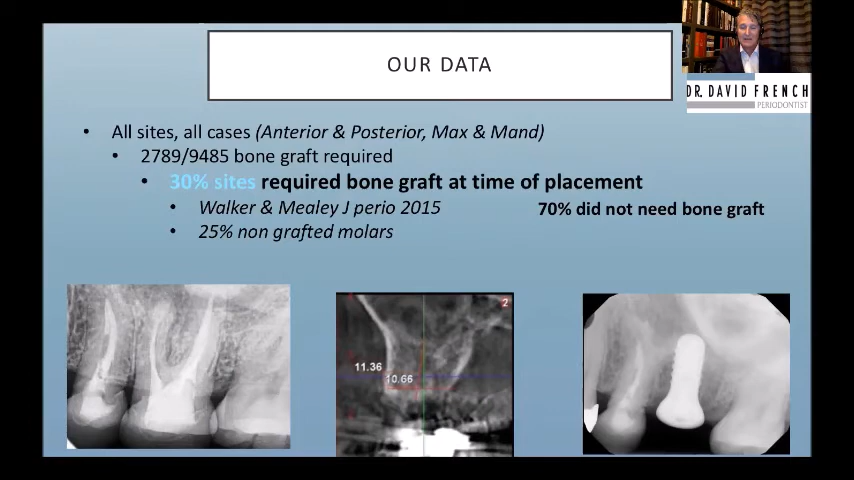 OUR DATA
DR. DAVID FRENCH
PERIODONTIST
• All sites, all cases (Anterior & Posterior, Max & Mand)
• 2789/9485 bone graft required
• 30% sites required bone graft at time of placement
• Walker & Mealey J perio 2015
70% did not need bone graft
• 25% non grafted molars
2
11.36
10.66